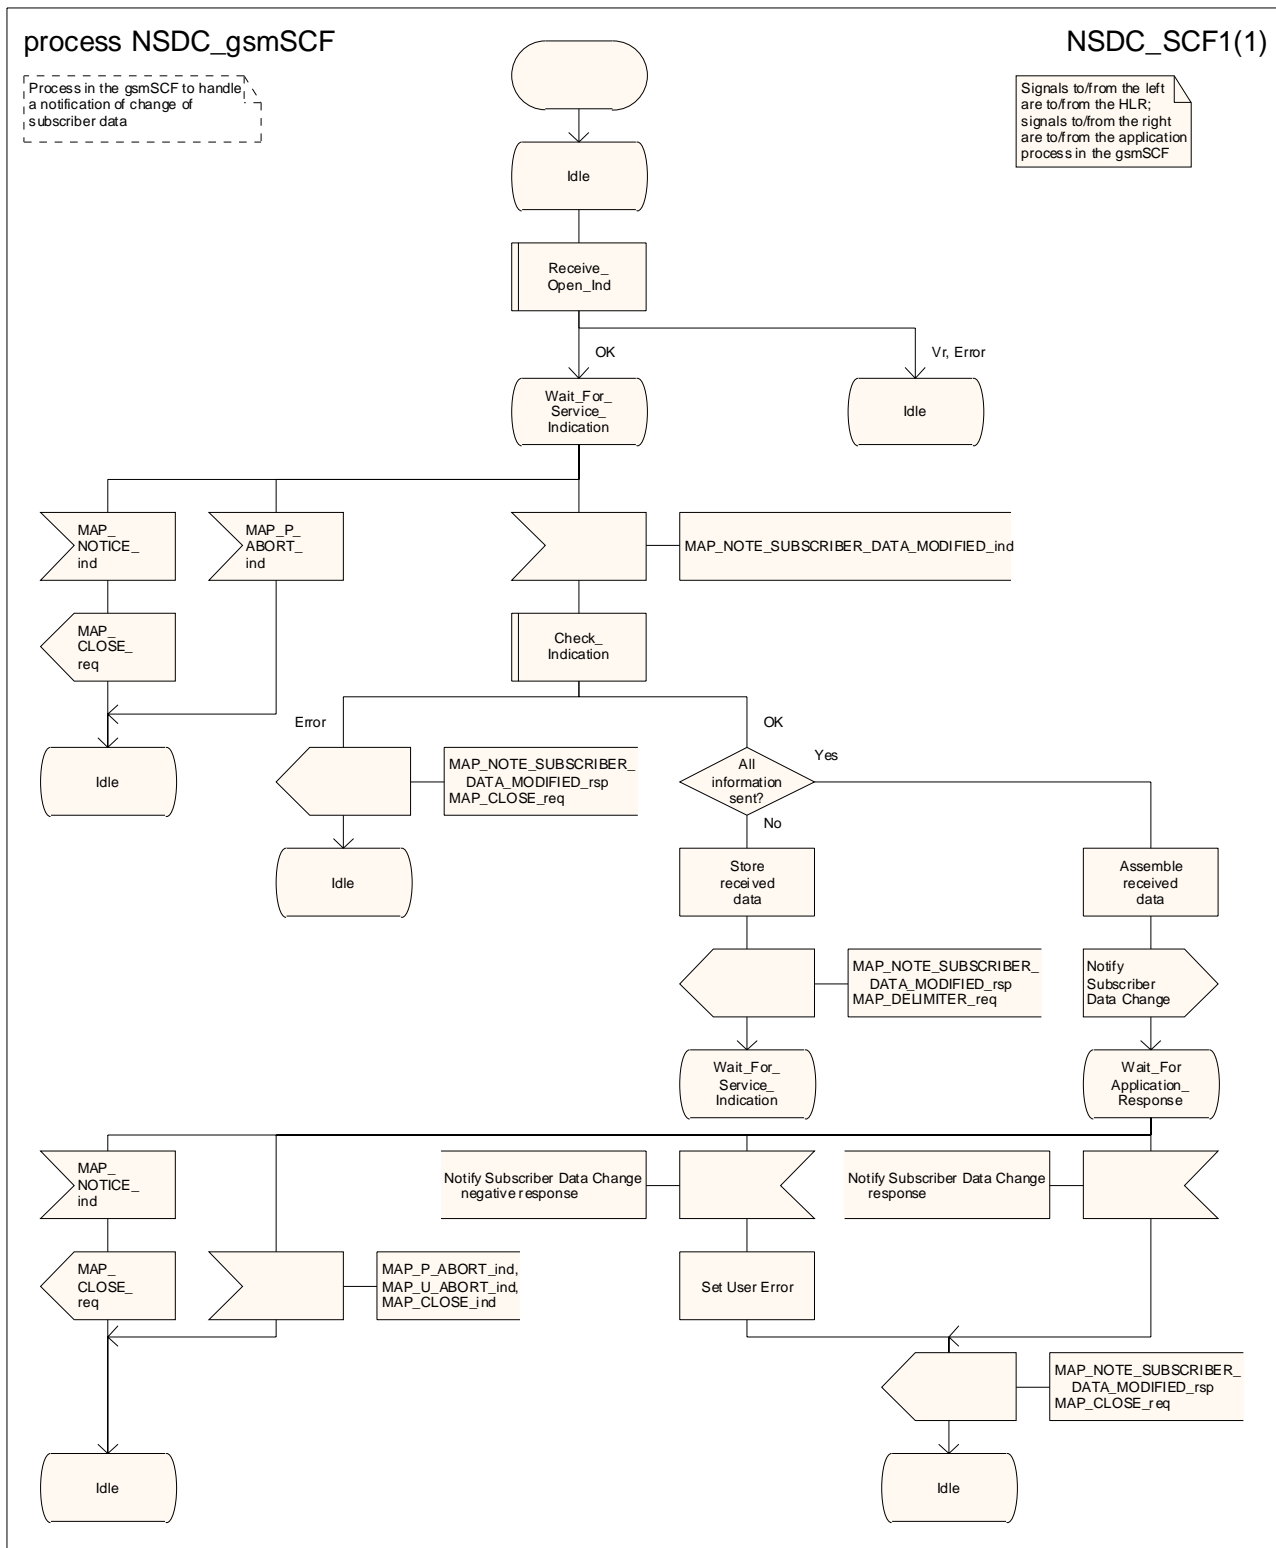 process NSDC_gsmSCF
NSDC_SCF1(1)
Process in the gsmSCF to handle
a notification of change of
subscriber data
Signals to/from the left
are to/from the HLR;
signals to/from the right
are to/from the application
process in the gsmSCF
Idle
Receive_
Open_Ind
OK
Vr, Error
Wait_For_
Service_
Indication
Idle
MAP_
NOTICE_
ind
MAP_P_
ABORT_
ind
MAP_NOTE_SUBSCRIBER_DATA_MODIFIED_ind
MAP_
CLOSE_
req
Check_
Indication
Error
OK
Idle
MAP_NOTE_SUBSCRIBER_
DATA_MODIFIED_rsp
MAP_CLOSE_req
All
information
sent?
Yes
No
Idle
Store
received
data
Assemble
received
data
MAP_NOTE_SUBSCRIBER_
DATA_MODIFIED_rsp
MAP_DELIMITER_req
Notify
Subscriber
Data Change
Wait_For_
Service_
Indication
Wait_For
Application_
Response
MAP_
NOTICE_
ind
Notify Subscriber Data Change
negative response
Notify Subscriber Data Change
response
MAP_
CLOSE_
req
MAP_P_ABORT_ind,
MAP_U_ABORT_ind,
MAP_CLOSE_ind
Set User Error
MAP_NOTE_SUBSCRIBER_
DATA_MODIFIED_rsp
MAP_CLOSE_req
Idle
Idle